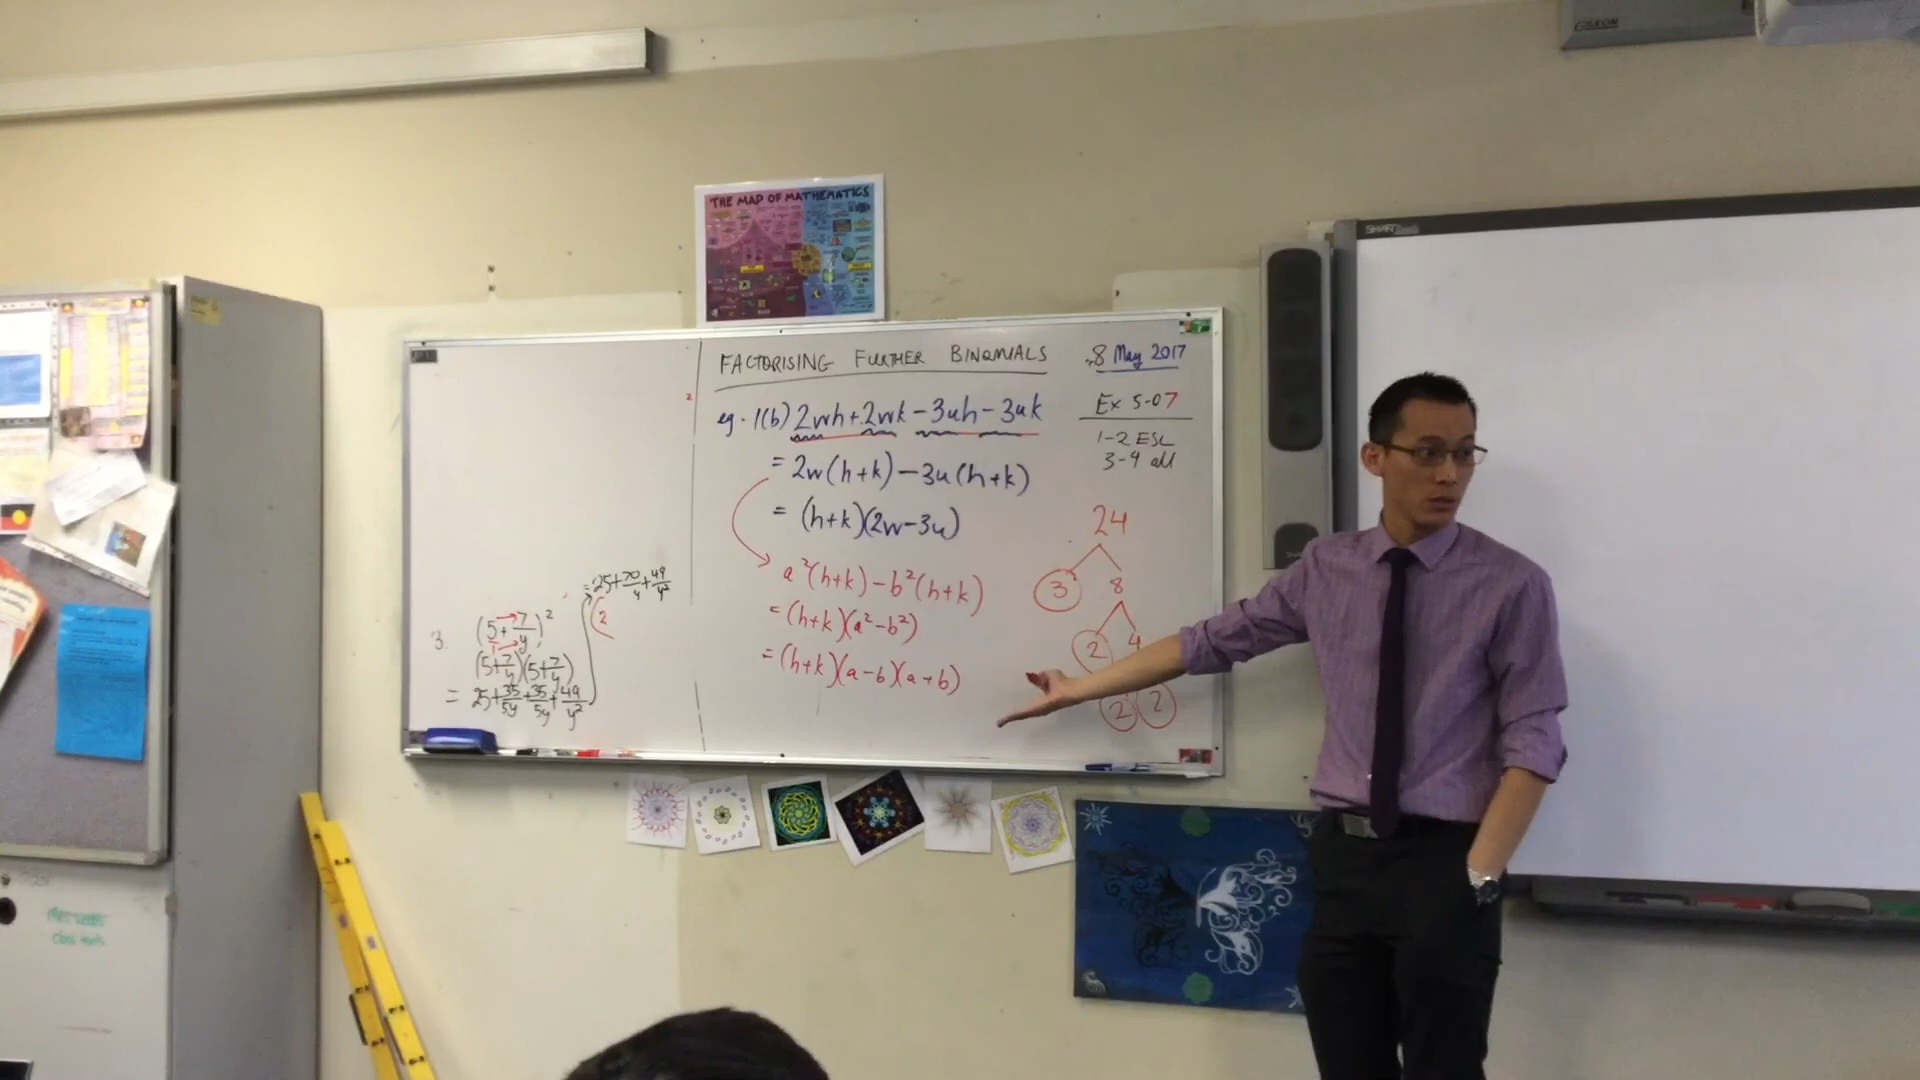 GILKON
THE MAP OF MATHEMATICS
SMART
FACTORISING FURTHER BINOMIALS
8 May 2017
eg. 1(b) 2wh + 2wk - 3uh - 3uk
= 2w(h+k) - 3u(h+k)
= (h+k)(2w-3u)
a²(h+k) - b²(h+k)
= (h+k)(a²-b²)
= (h+k)(a-b)(a+b)
Ex 5-07
1-2 ESL
3-4 all
24
3 8
2 4
2 2
3.
(5+7/y)²
(5+7/y)(5+7/y)
= 25+35/5y+35/5y+49/y²
= 25+70/y+49/y²
2